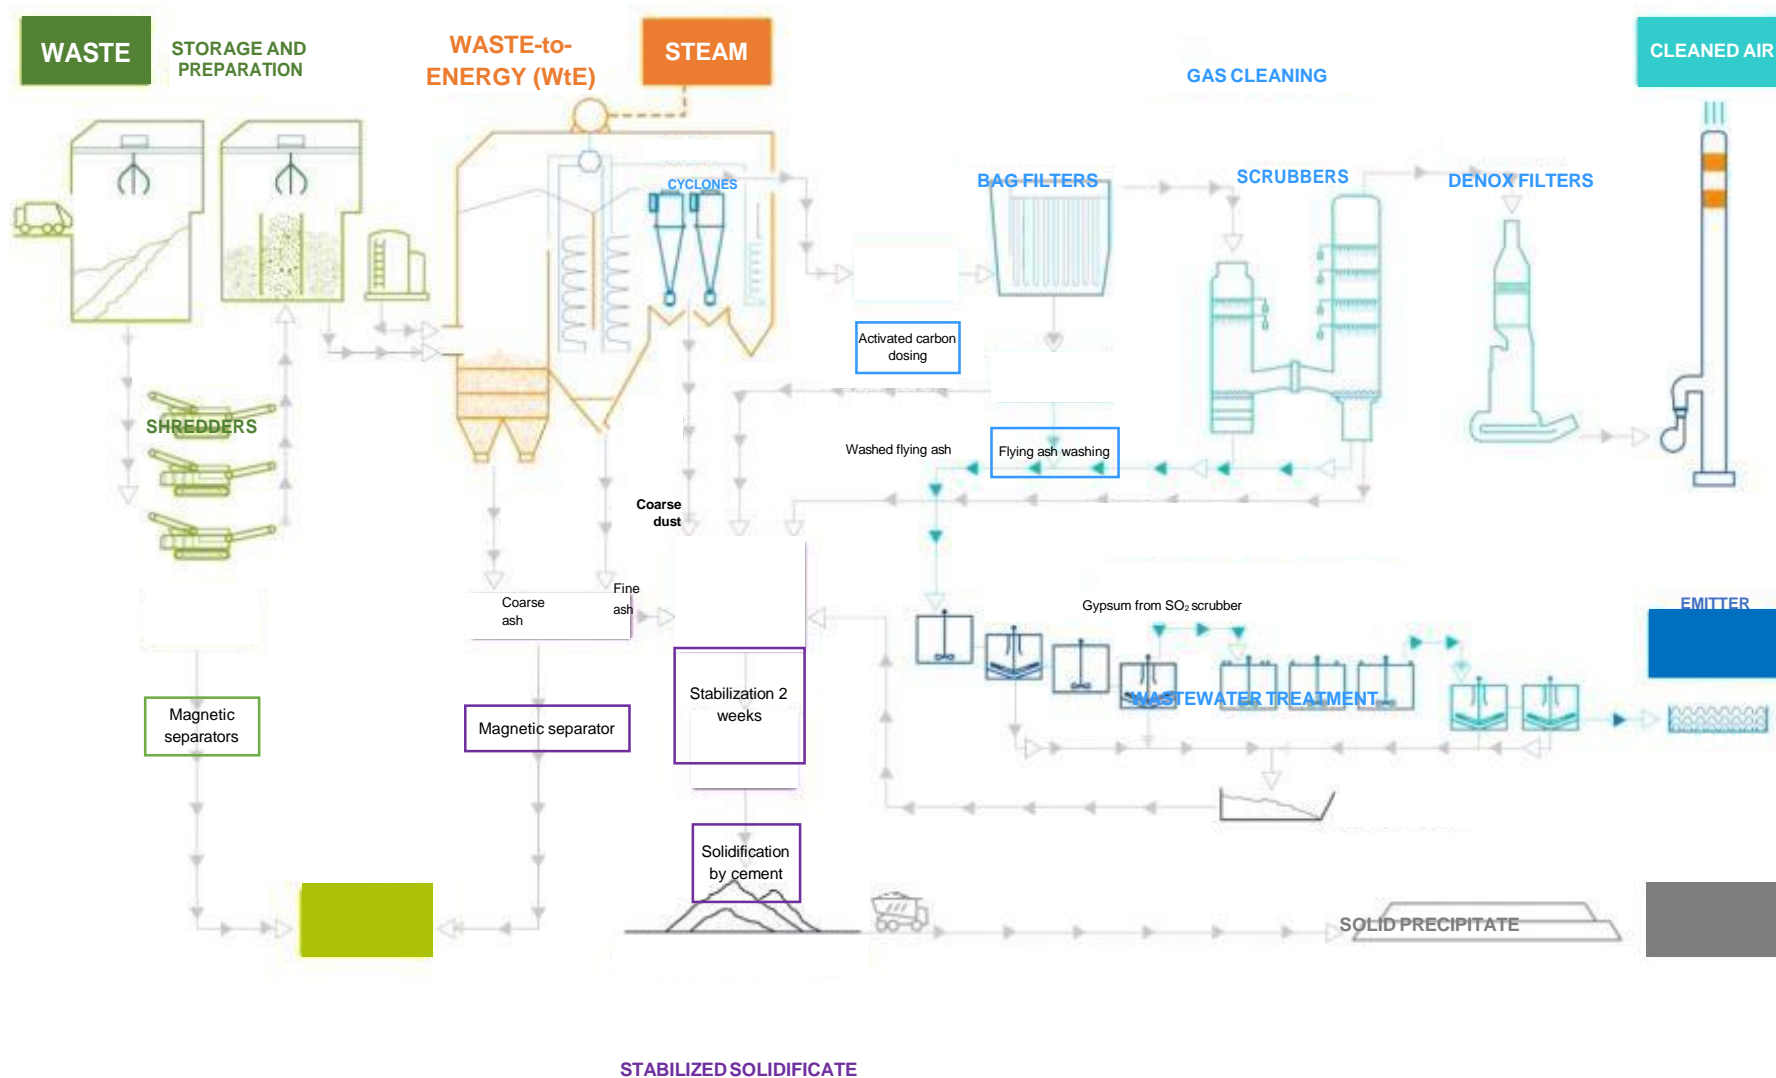 WASTE
STORAGE AND
PREPARATION
WASTE-to-
ENERGY (WtE)
STEAM
GAS CLEANING
CLEANED AIR
CYCLONES
BAG FILTERS
SCRUBBERS
DENOX FILTERS
Activated carbon
dosing
SHREDDERS
Washed flying ash
Flying ash washing
Coarse
dust
Coarse
ash
Fine
ash
Gypsum from SO₂ scrubber
EMITTER
Magnetic
separators
Magnetic separator
Stabilization 2
weeks
WASTEWATER TREATMENT
Solidification
by cement
SOLID PRECIPITATE
STABILIZED SOLIDIFICATE